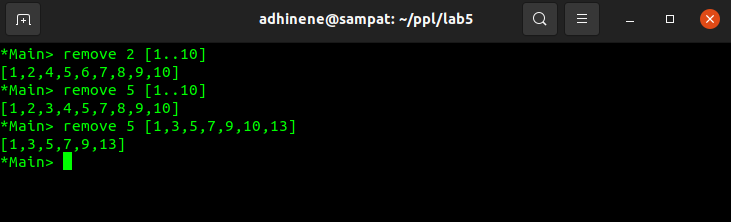 adhinene@sampat: ~/ppl/lab5
*Main> remove 2 [1..10]
[1,2,4,5,6,7,8,9,10]
*Main> remove 5 [1..10]
[1,2,3,4,5,7,8,9,10]
*Main> remove 5 [1,3,5,7,9,10,13]
[1,3,5,7,9,13]
*Main>